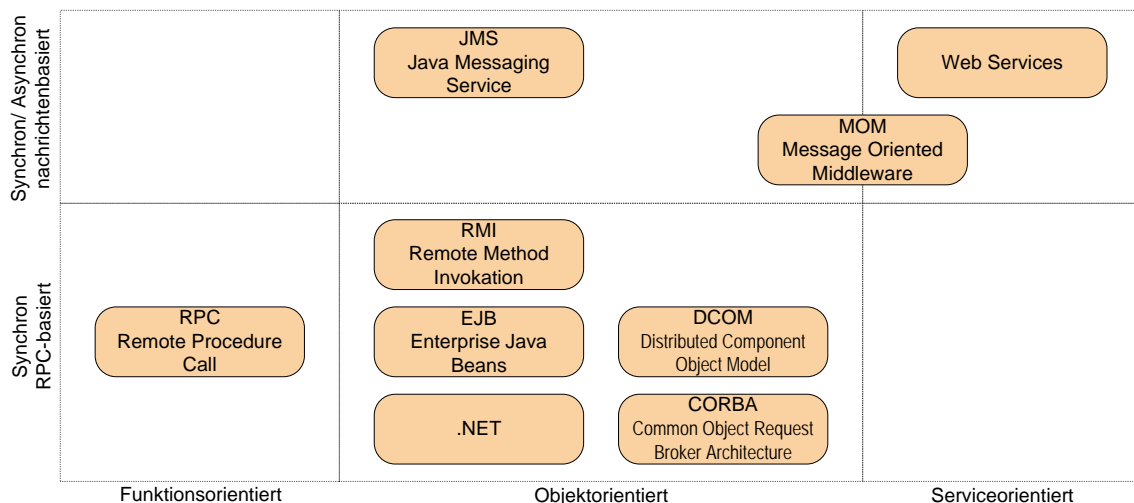 Synchron/ Asynchron
nachrichtenbasiert
JMS
Java Messaging
Service
Web Services
MOM
Message Oriented
Middleware
Synchron
RPC-basiert
RMI
Remote Method
Invokation
RPC
Remote Procedure
Call
EJB
Enterprise Java
Beans
DCOM
Distributed Component
Object Model
.NET
CORBA
Common Object Request
Broker Architecture
Funktionsorientiert
Objektorientiert
Serviceorientiert